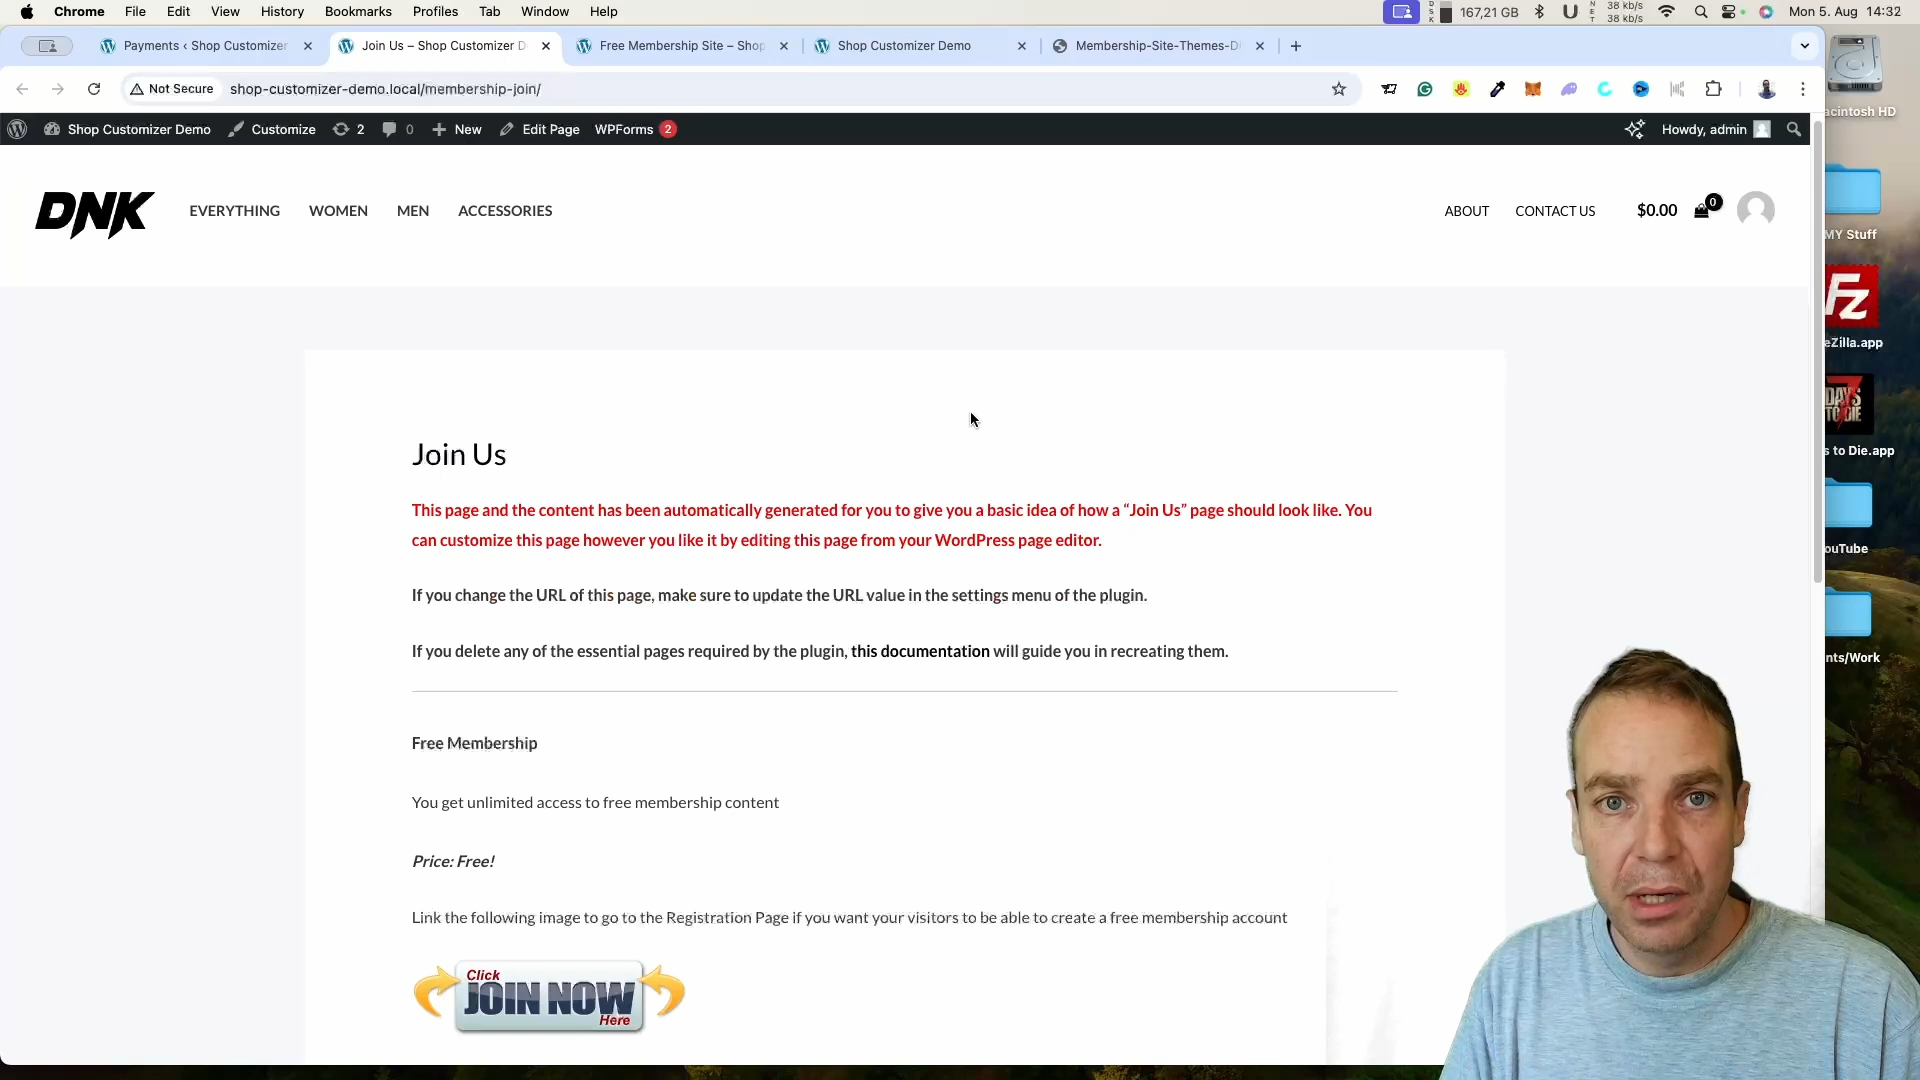 Chrome File Edit View History Bookmarks Profiles Tab Window Help
167,21 GB 38 kb/s 38 kb/s Mon 5. Aug 14:32
Payments ‹ Shop Customizer
Join Us – Shop Customizer D
Free Membership Site – Shop
Shop Customizer Demo
Membership-Site-Themes-Di
Not Secure shop-customizer-demo.local/membership-join/
Shop Customizer Demo Customize 2 0 New Edit Page WPForms 2 Howdy, admin
DNK EVERYTHING WOMEN MEN ACCESSORIES ABOUT CONTACT US $0.00 0
Join Us
This page and the content has been automatically generated for you to give you a basic idea of how a “Join Us” page should look like. You
can customize this page however you like it by editing this page from your WordPress page editor.
If you change the URL of this page, make sure to update the URL value in the settings menu of the plugin.
If you delete any of the essential pages required by the plugin, this documentation will guide you in recreating them.
Free Membership
You get unlimited access to free membership content
Price: Free!
Link the following image to go to the Registration Page if you want your visitors to be able to create a free membership account
Click
JOIN NOW
Here
acintosh HD
MY Stuff
Fz
eZilla.app
DAYS
TO DIE
s to Die.app
ouTube
nts/Work